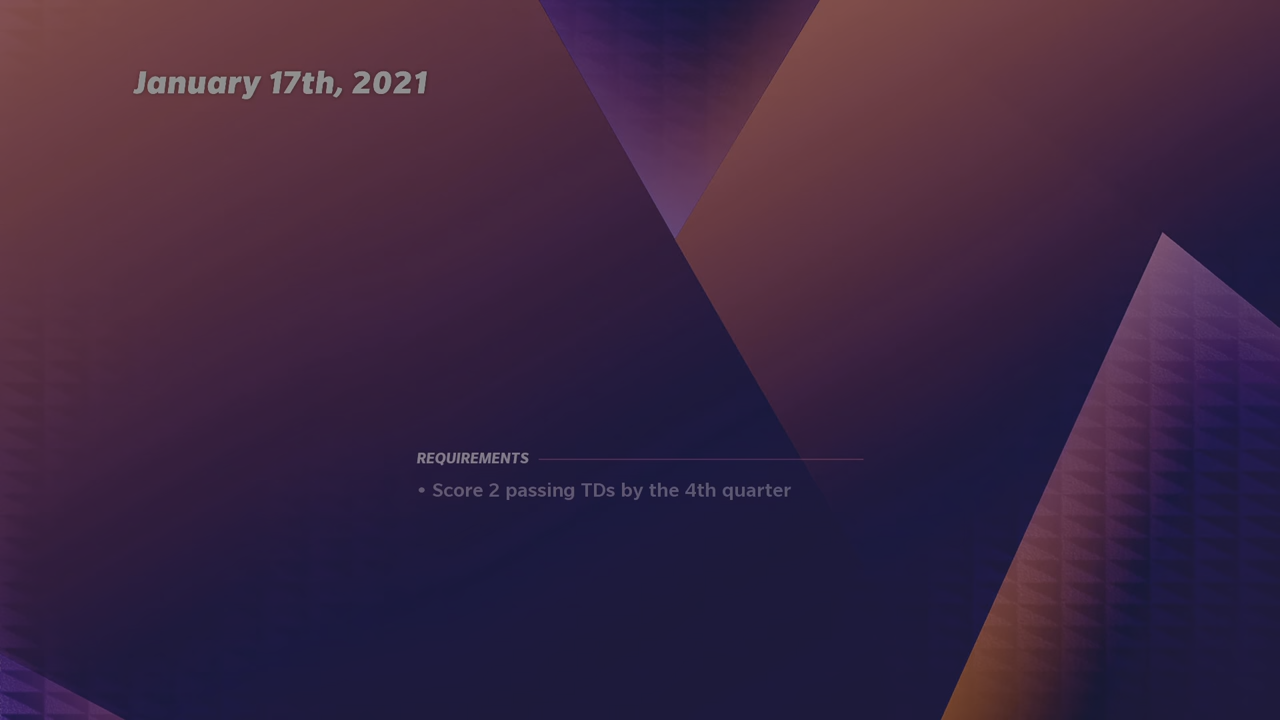 January 17th, 2021
REQUIREMENTS
• Score 2 passing TDs by the 4th quarter